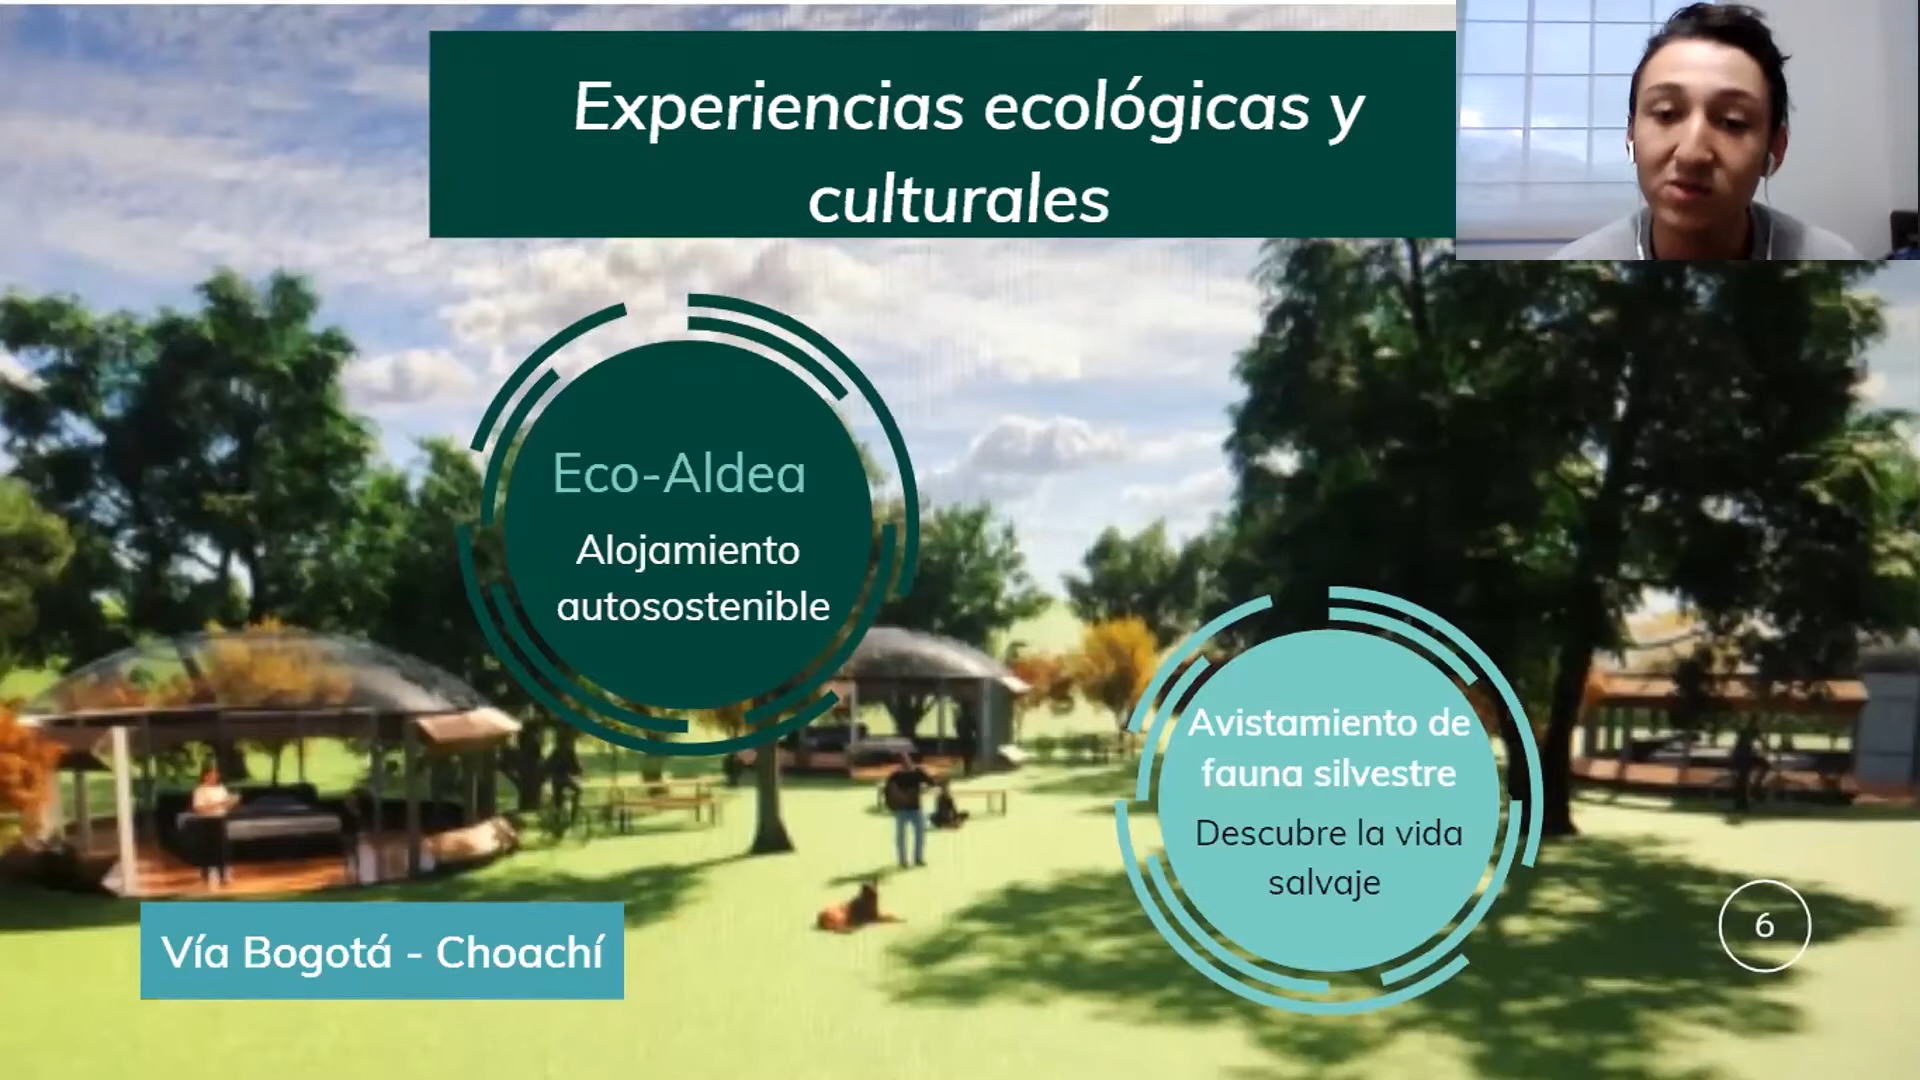 Experiencias ecológicas y
culturales
Eco-Aldea
Alojamiento
autosostenible
Avistamiento de
fauna silvestre
Descubre la vida
salvaje
Vía Bogotá - Choachí
6